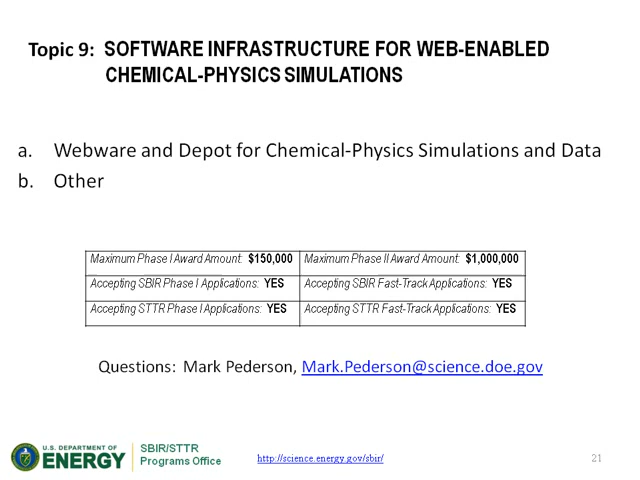 Topic 9: SOFTWARE INFRASTRUCTURE FOR WEB-ENABLED
CHEMICAL-PHYSICS SIMULATIONS
a. Webware and Depot for Chemical-Physics Simulations and Data
b. Other
Maximum Phase I Award Amount: $150,000 Maximum Phase II Award Amount: $1,000,000
Accepting SBIR Phase I Applications: YES Accepting SBIR Fast-Track Applications: YES
Accepting STTR Phase I Applications: YES Accepting STTR Fast-Track Applications: YES
Questions: Mark Pederson, Mark.Pederson@science.doe.gov
U.S. DEPARTMENT OF
ENERGY
SBIR/STTR
Programs Office
http://science.energy.gov/sbir/
21